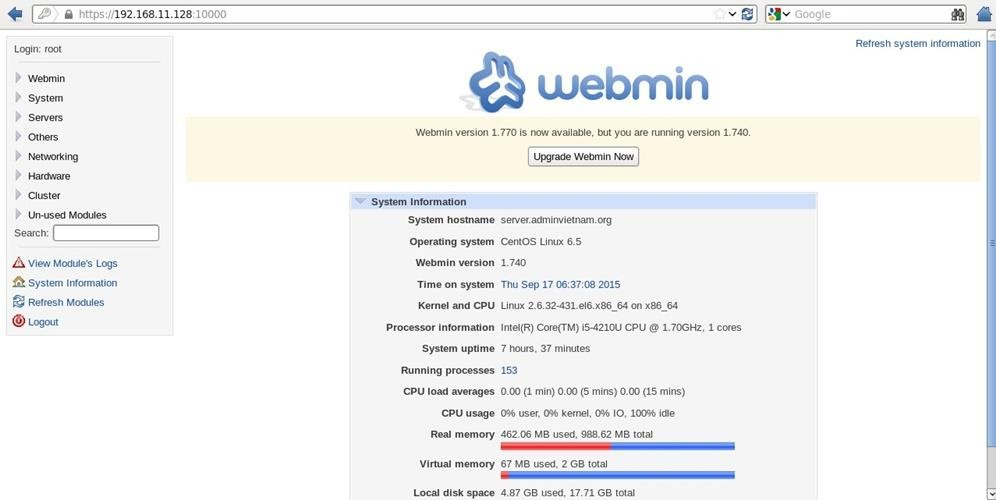 https://192.168.11.128:10000
Google
Login: root
Webmin
System
Servers
Others
Networking
Hardware
Cluster
Un-used Modules
Search:
View Module's Logs
System Information
Refresh Modules
Logout
Refresh system information
webmin
Webmin version 1.770 is now available, but you are running version 1.740.
Upgrade Webmin Now
System Information
System hostname server.adminvietnam.org
Operating system CentOS Linux 6.5
Webmin version 1.740
Time on system Thu Sep 17 06:37:08 2015
Kernel and CPU Linux 2.6.32-431.el6.x86_64 on x86_64
Processor information Intel(R) Core(TM) i5-4210U CPU @ 1.70GHz, 1 cores
System uptime 7 hours, 37 minutes
Running processes 153
CPU load averages 0.00 (1 min) 0.00 (5 mins) 0.00 (15 mins)
CPU usage 0% user, 0% kernel, 0% IO, 100% idle
Real memory 462.06 MB used, 988.62 MB total
Virtual memory 67 MB used, 2 GB total
Local disk space 4.87 GB used, 17.71 GB total